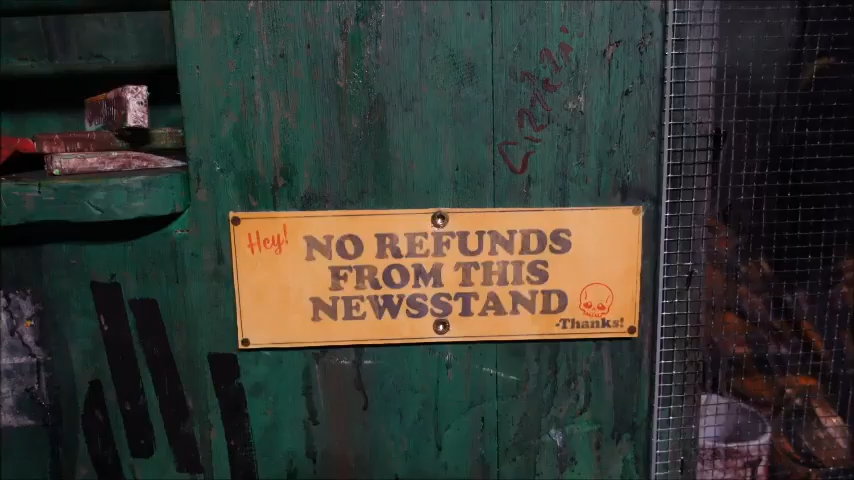 Hey!
NO REFUNDS
FROM THIS
NEWSSTAND
-Thanks!